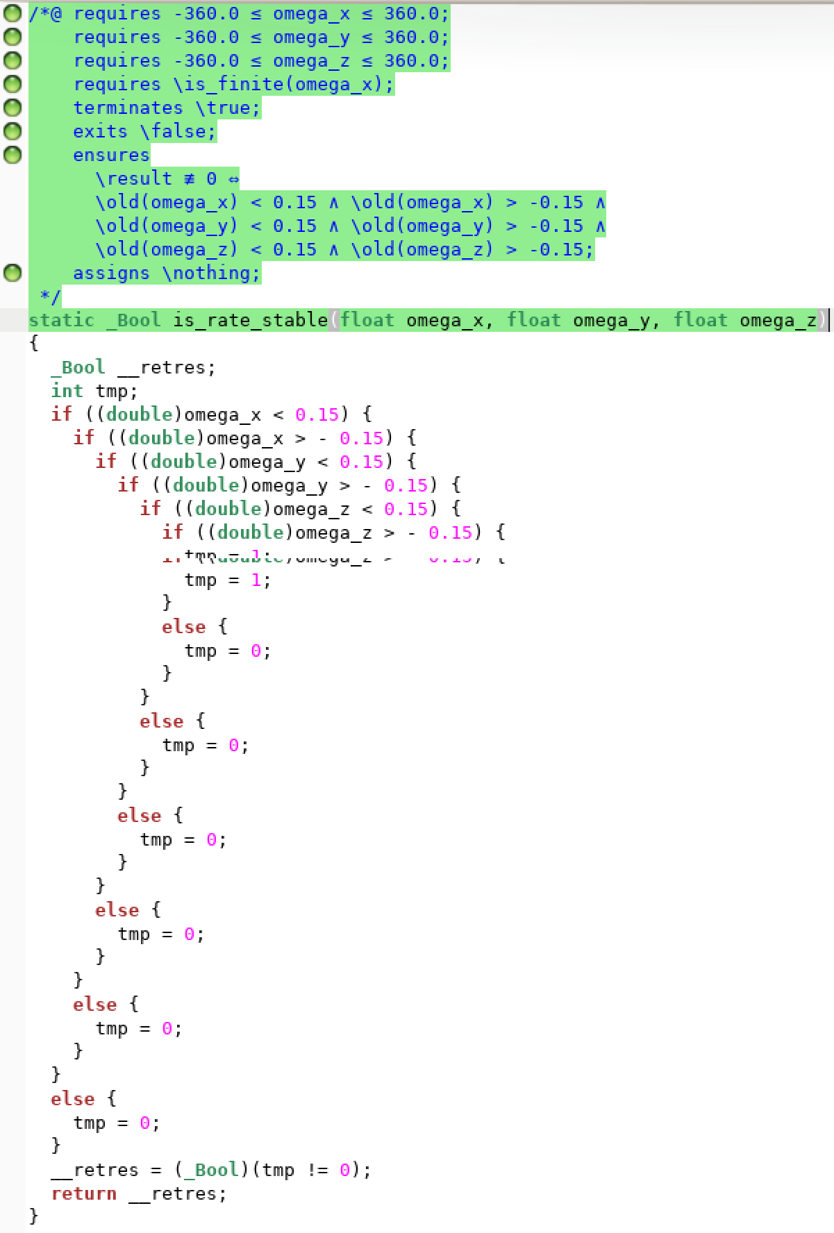 /*@ requires -360.0 ≤ omega_x ≤ 360.0;
    requires -360.0 ≤ omega_y ≤ 360.0;
    requires -360.0 ≤ omega_z ≤ 360.0;
    requires \is_finite(omega_x);
    terminates \true;
    exits \false;
    ensures
      \result ≢ 0 ⇔
      \old(omega_x) < 0.15 ∧ \old(omega_x) > -0.15 ∧
      \old(omega_y) < 0.15 ∧ \old(omega_y) > -0.15 ∧
      \old(omega_z) < 0.15 ∧ \old(omega_z) > -0.15;
    assigns \nothing;
 */
static _Bool is_rate_stable(float omega_x, float omega_y, float omega_z)
{
  _Bool __retres;
  int tmp;
  if ((double)omega_x < 0.15) {
    if ((double)omega_x > - 0.15) {
      if ((double)omega_y < 0.15) {
        if ((double)omega_y > - 0.15) {
          if ((double)omega_z < 0.15) {
            if ((double)omega_z > - 0.15) {
              tmp = 1;
            }
            else {
              tmp = 0;
            }
          }
          else {
            tmp = 0;
          }
        }
        else {
          tmp = 0;
        }
      }
      else {
        tmp = 0;
      }
    }
    else {
      tmp = 0;
    }
  }
  else {
    tmp = 0;
  }
  __retres = (_Bool)(tmp != 0);
  return __retres;
}